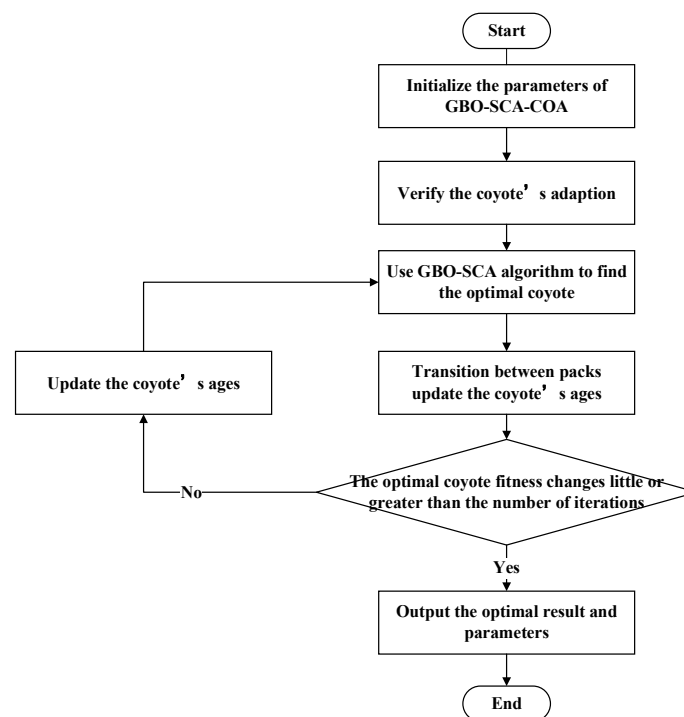 Start
Initialize the parameters of
GBO-SCA-COA
Verify the coyote’s adaption
Use GBO-SCA algorithm to find
the optimal coyote
Update the coyote’s ages
Transition between packs
update the coyote’s ages
The optimal coyote fitness changes little or
greater than the number of iterations
No
Yes
Output the optimal result and
parameters
End